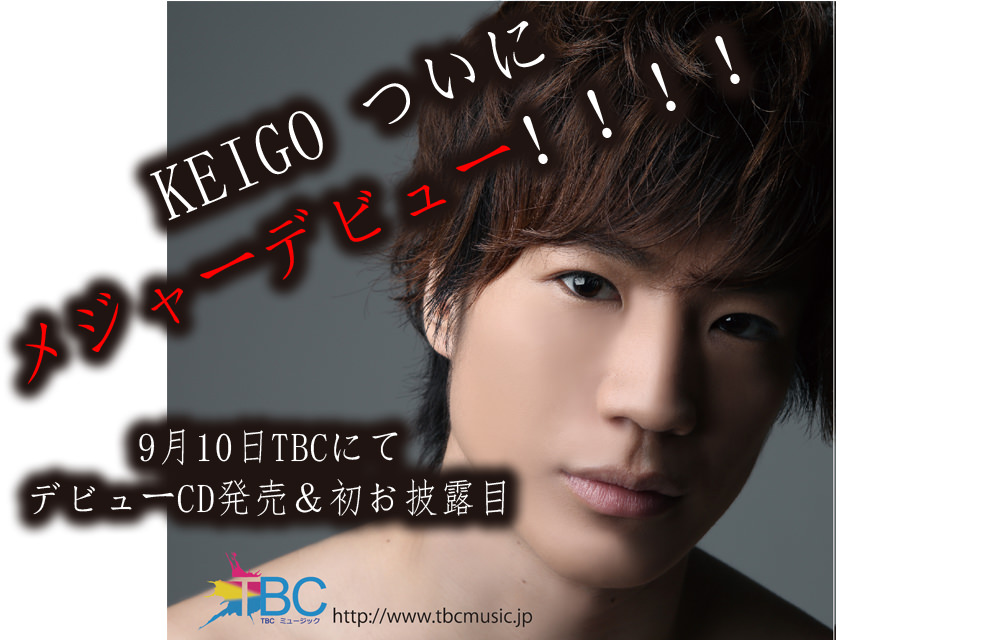 KEIGO ついに
メジャーデビュー！！！！
9月10日TBCにて
デビューCD発売＆初お披露目
TBC
TBC ミュージック
http://www.tbcmusic.jp